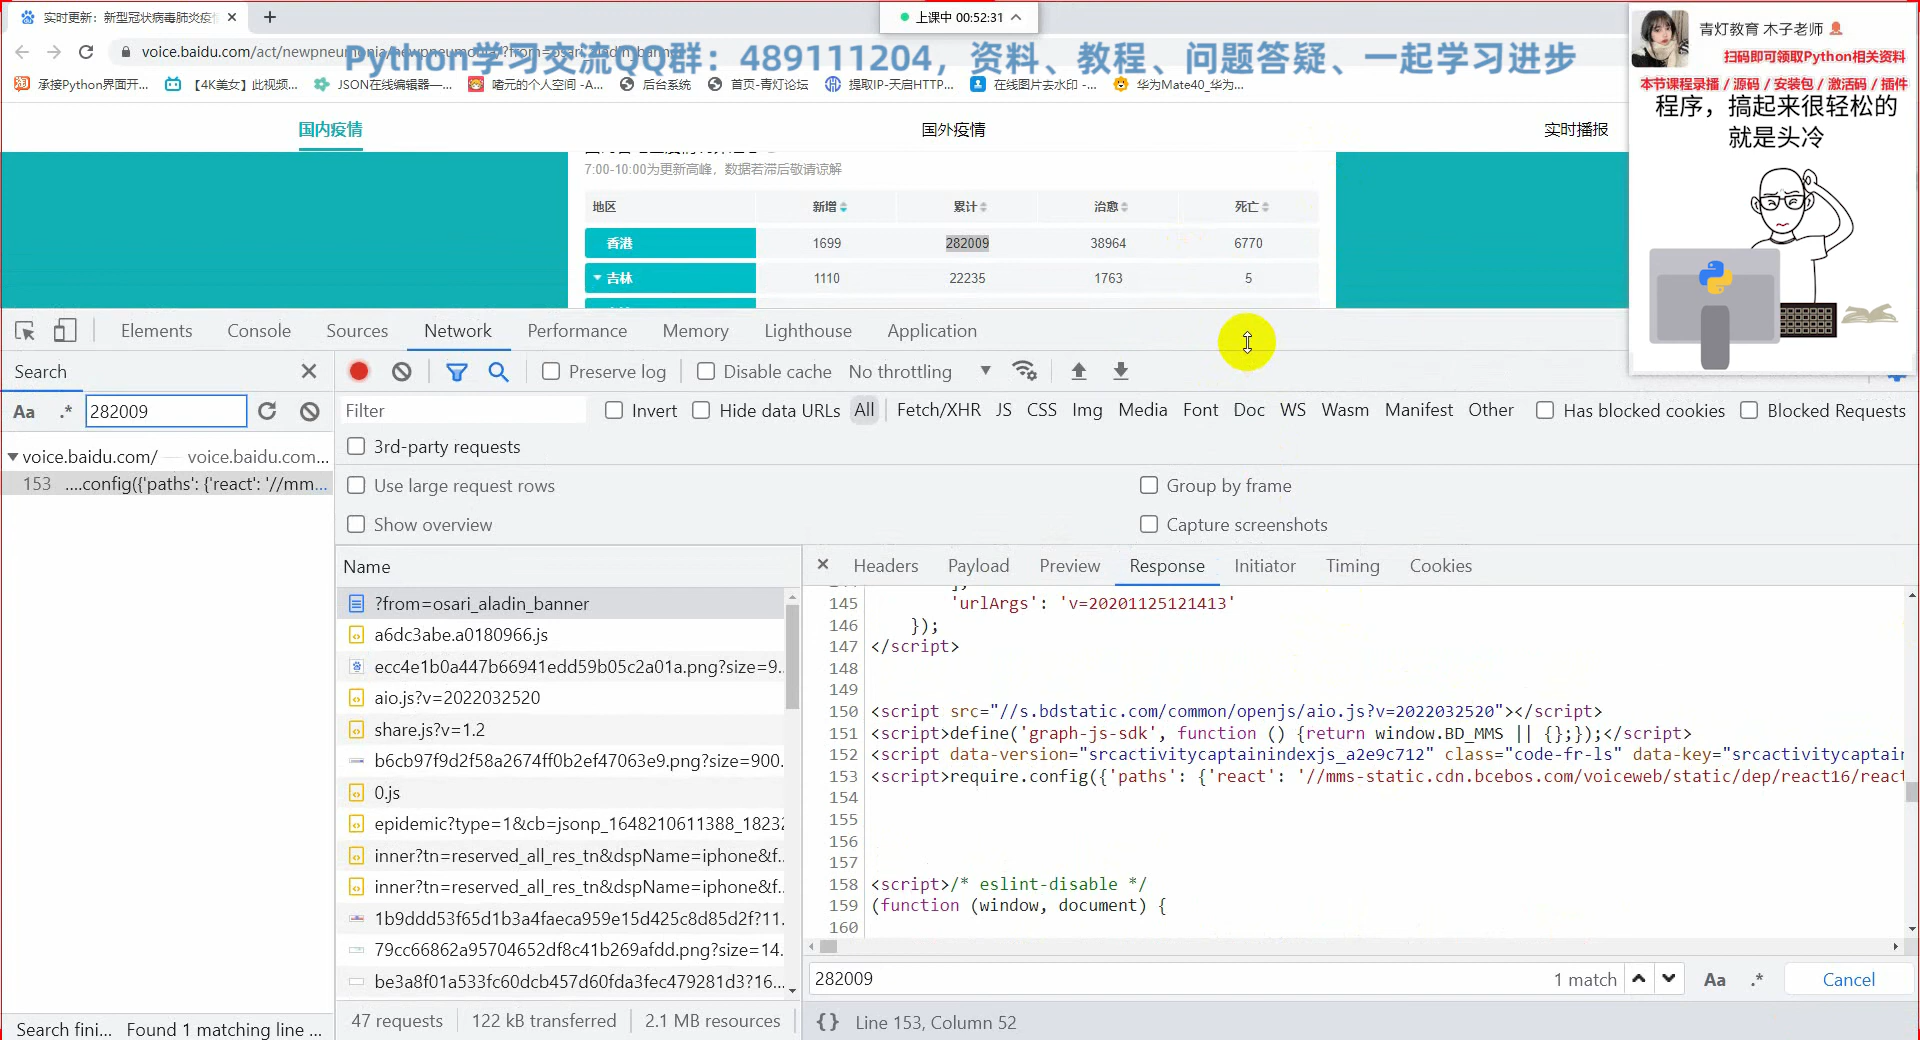 实时更新：新型冠状病毒肺炎疫情
上课中 00:52:31
青灯教育 木子老师
扫码即可领取Python相关资料
本节课程录播 / 源码 / 安装包 / 激活码 / 插件
程序，搞起来很轻松的
就是头冷
voice.baidu.com/act/newpneumonia/newpneumonia/?from=osari_aladin_banner
Python学习交流QQ群：489111204，资料、教程、问题答疑、一起学习进步
承接Python界面开...
【4K美女】此视频...
JSON在线编辑器—...
啫元的个人空间 -A...
后台系统
首页-青灯论坛
提取IP-天启HTTP...
在线图片去水印 -...
华为Mate40_华为...
国内疫情 国外疫情 实时播报
7:00-10:00为更新高峰，数据若滞后敬请谅解
地区 新增 累计 治愈 死亡
香港 1699 282009 38964 6770
吉林 1110 22235 1763 5
Elements Console Sources Network Performance Memory Lighthouse Application
Search
Preserve log Disable cache No throttling
Aa .* 282009
Filter Invert Hide data URLs All Fetch/XHR JS CSS Img Media Font Doc WS Wasm Manifest Other Has blocked cookies Blocked Requests
3rd-party requests
voice.baidu.com/ — voice.baidu.com...
153 ....config({'paths': {'react': '//mm...
Use large request rows Group by frame
Show overview Capture screenshots
Name
?from=osari_aladin_banner
a6dc3abe.a0180966.js
ecc4e1b0a447b66941edd59b05c2a01a.png?size=9..
aio.js?v=2022032520
share.js?v=1.2
b6cb97f9d2f58a2674ff0b2ef47063e9.png?size=900.
0.js
epidemic?type=1&cb=jsonp_1648210611388_1823
inner?tn=reserved_all_res_tn&dspName=iphone&f..
inner?tn=reserved_all_res_tn&dspName=iphone&f..
1b9ddd53f65d1b3a4faeca959e15d425c8d85d2f?11.
79cc66862a95704652df8c41b269afdd.png?size=14.
be3a8f01a533fc60dcb457d60fda3fec479281d3?16...
Headers Payload Preview Response Initiator Timing Cookies
145 'urlArgs': 'v=20201125121413'
146 });
147 </script>
148
149
150 <script src="//s.bdstatic.com/common/openjs/aio.js?v=2022032520"></script>
151 <script>define('graph-js-sdk', function () {return window.BD_MMS || {};});</script>
152 <script data-version="srcactivitycaptainindexjs_a2e9c712" class="code-fr-ls" data-key="srcactivitycaptain
153 <script>require.config({'paths': {'react': '//mms-static.cdn.bcebos.com/voiceweb/static/dep/react16/react
154
155
156
157
158 <script>/* eslint-disable */
159 (function (window, document) {
160
282009 1 match Aa .* Cancel
Search fini... Found 1 matching line ...
47 requests 122 kB transferred 2.1 MB resources
{} Line 153, Column 52